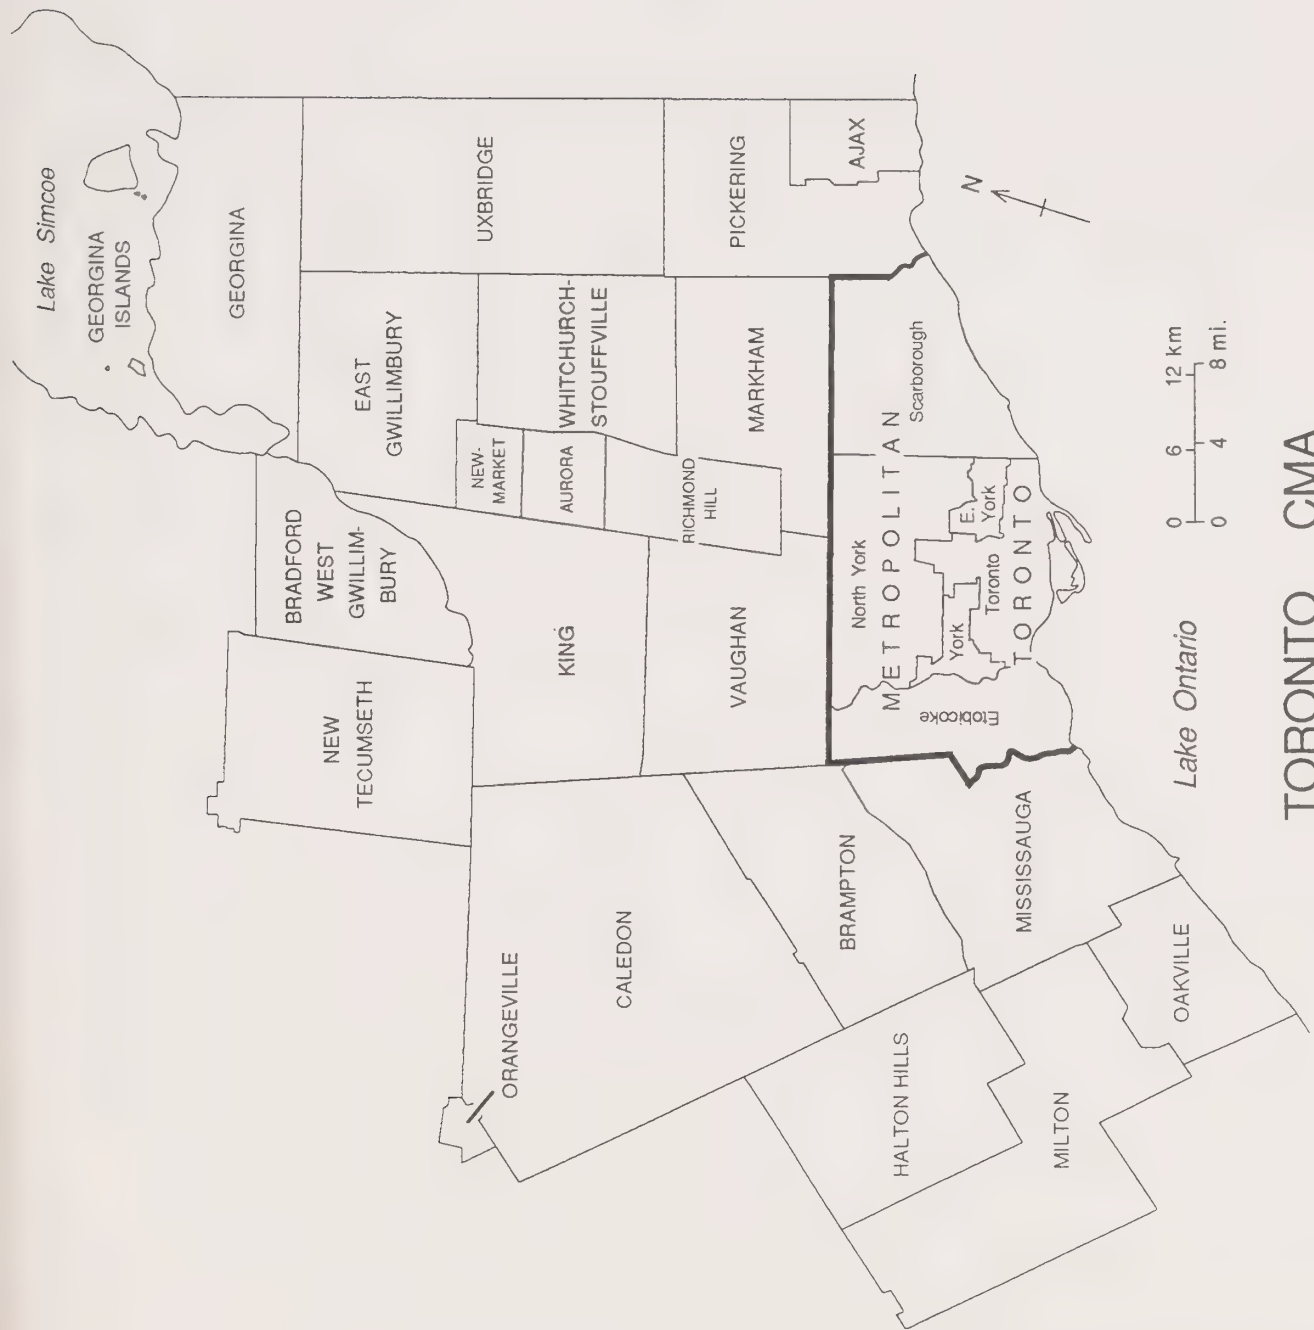 Lake Simcoe
GEORGINA
ISLANDS
GEORGINA
BRADFORD
WEST
GWILLIM-
BURY
EAST
GWILLIMBURY
UXBRIDGE
NEW
TECUMSETH
NEW-
MARKET
WHITCHURCH-
STOUFFVILLE
AURORA
KING
ORANGEVILLE
CALEDON
RICHMOND
HILL
VAUGHAN
MARKHAM
PICKERING
AJAX
BRAMPTON
North York
METROPOLITAN
Scarborough
Etobicoke
York
E.
York
Toronto
TORONTO
HALTON HILLS
MISSISSAUGA
MILTON
OAKVILLE
N
Lake Ontario
0 6 12 km
0 4 8 mi.
TORONTO CMA